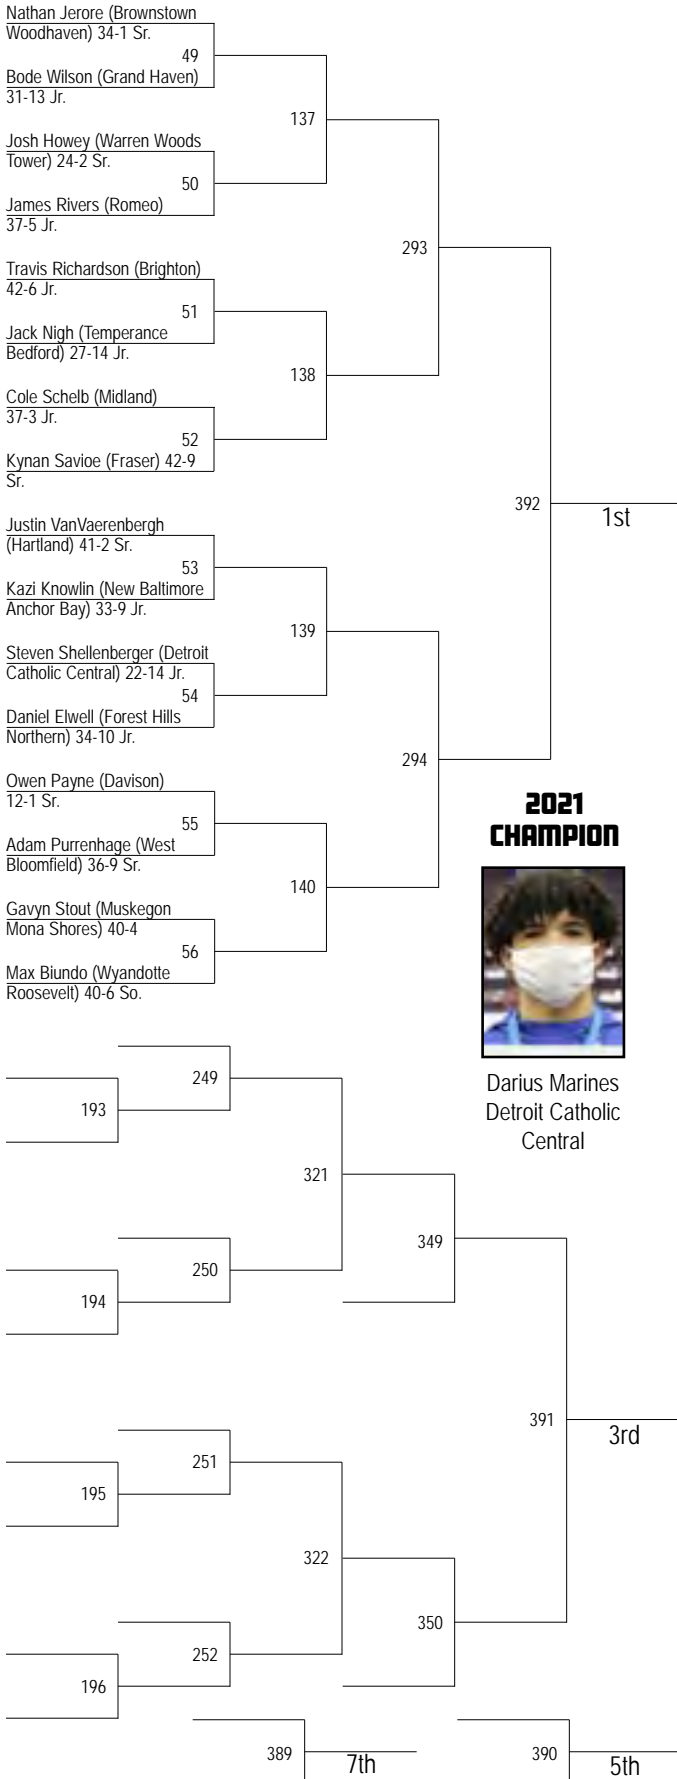 Nathan Jerore (Brownstown
Woodhaven) 34-1 Sr.
49
Bode Wilson (Grand Haven)
31-13 Jr.
137
Josh Howey (Warren Woods
Tower) 24-2 Sr.
50
James Rivers (Romeo)
37-5 Jr.
293
Travis Richardson (Brighton)
42-6 Jr.
51
Jack Nigh (Temperance
Bedford) 27-14 Jr.
138
Cole Schelb (Midland)
37-3 Jr.
52
Kynan Savioe (Fraser) 42-9
Sr.
392
1st
Justin VanVaerenbergh
(Hartland) 41-2 Sr.
53
Kazi Knowlin (New Baltimore
Anchor Bay) 33-9 Jr.
139
Steven Shellenberger (Detroit
Catholic Central) 22-14 Jr.
54
Daniel Elwell (Forest Hills
Northern) 34-10 Jr.
294
Owen Payne (Davison)
12-1 Sr.
55
Adam Purrenhage (West
Bloomfield) 36-9 Sr.
140
Gavyn Stout (Muskegon
Mona Shores) 40-4
56
Max Biundo (Wyandotte
Roosevelt) 40-6 So.
2021
CHAMPION
Darius Marines
Detroit Catholic
Central
249
193
321
349
250
194
391
3rd
251
195
322
350
252
196
389
7th
390
5th